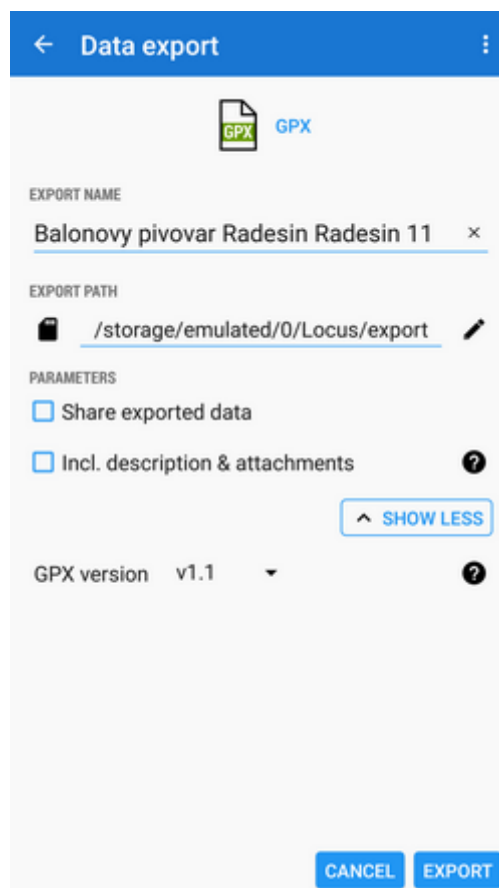 Data export
GPX GPX
EXPORT NAME
Balonovy pivovar Radesin Radesin 11
EXPORT PATH
/storage/emulated/0/Locus/export
PARAMETERS
Share exported data
Incl. description & attachments ?
SHOW LESS
GPX version v1.1 ?
CANCEL EXPORT